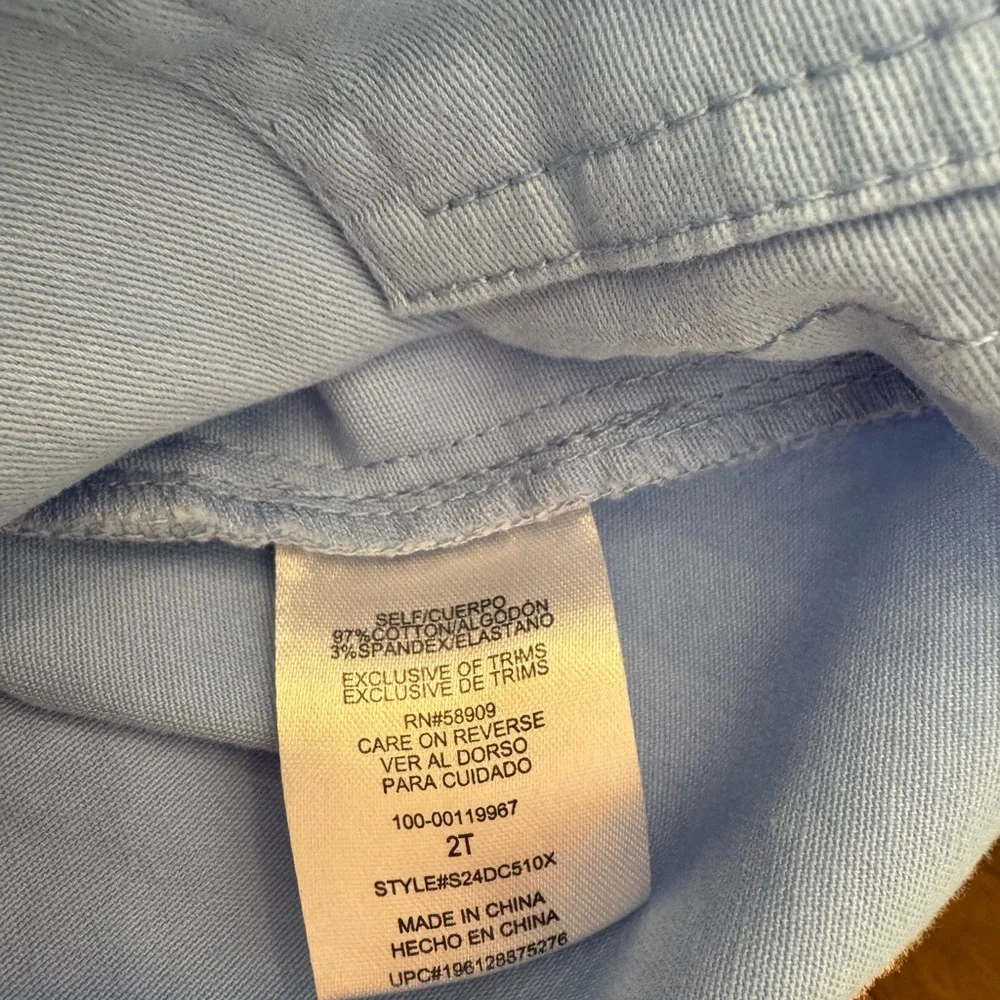 SELF/CUERPO
97%COTTON/ALGODÓN
3%SPANDEX/ELASTANO
EXCLUSIVE OF TRIMS
EXCLUSIVE DE TRIMS
RN#58909
CARE ON REVERSE
VER AL DORSO
PARA CUIDADO
100-00119967
2T
STYLE#S24DC510X
MADE IN CHINA
HECHO EN CHINA
UPC#196128875276